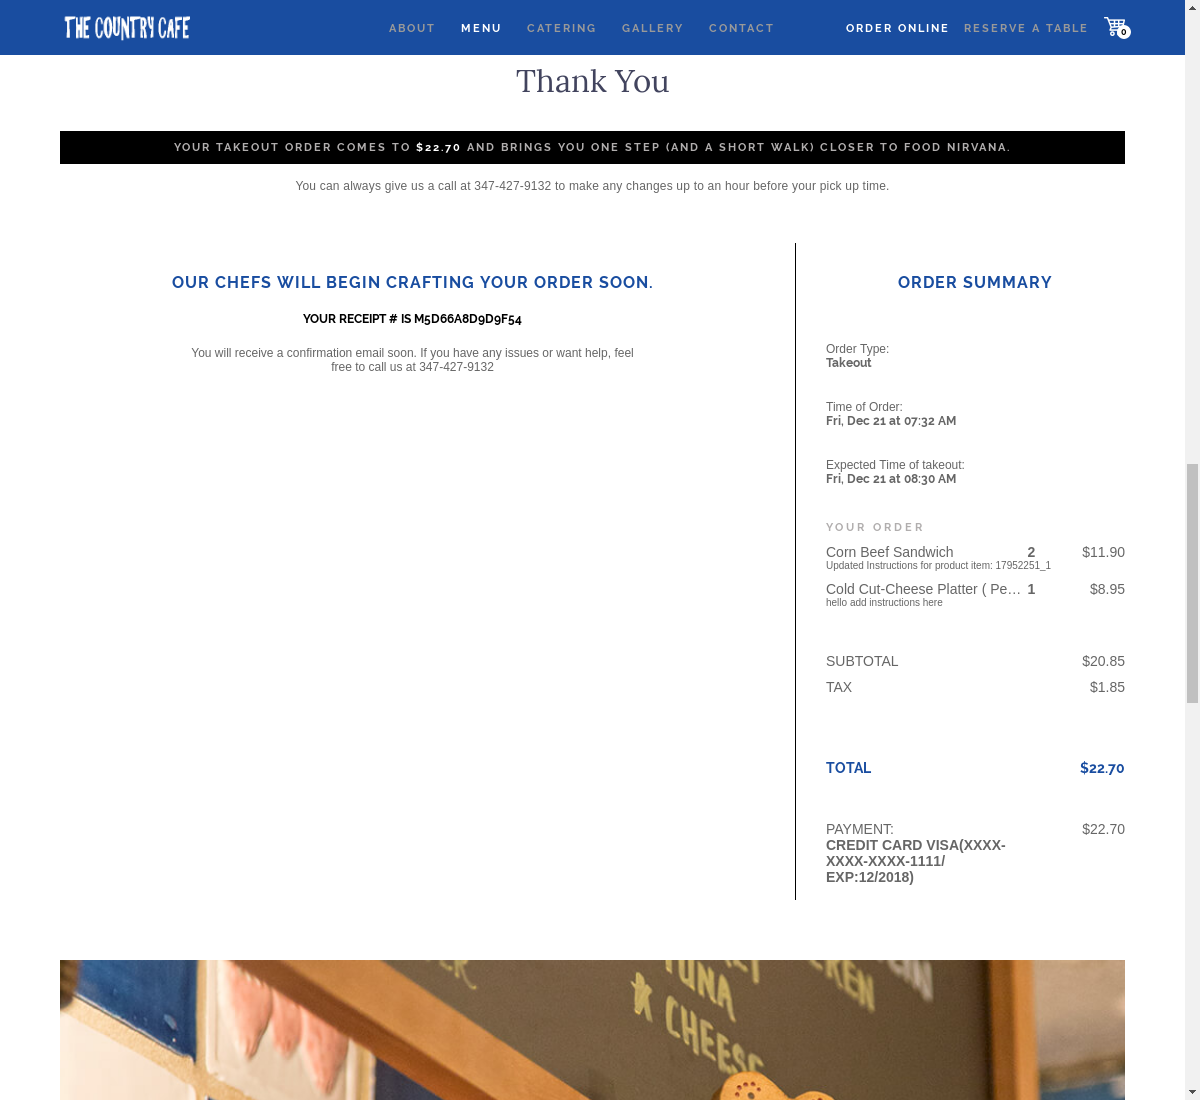 THE COUNTRY CAFE
ABOUT MENU CATERING GALLERY CONTACT ORDER ONLINE RESERVE A TABLE 0
Thank You
YOUR TAKEOUT ORDER COMES TO $22.70 AND BRINGS YOU ONE STEP (AND A SHORT WALK) CLOSER TO FOOD NIRVANA.
You can always give us a call at 347-427-9132 to make any changes up to an hour before your pick up time.
OUR CHEFS WILL BEGIN CRAFTING YOUR ORDER SOON.
YOUR RECEIPT # IS M5D66A8D9D9F54
You will receive a confirmation email soon. If you have any issues or want help, feel
free to call us at 347-427-9132
ORDER SUMMARY
Order Type:
Takeout
Time of Order:
Fri, Dec 21 at 07:32 AM
Expected Time of takeout:
Fri, Dec 21 at 08:30 AM
YOUR ORDER
Corn Beef Sandwich 2 $11.90
Updated Instructions for product item: 17952251_1
Cold Cut-Cheese Platter ( Pe… 1 $8.95
hello add instructions here
SUBTOTAL $20.85
TAX $1.85
TOTAL $22.70
PAYMENT: $22.70
CREDIT CARD VISA(XXXX-
XXXX-XXXX-1111/
EXP:12/2018)
TUNA
CHEESE